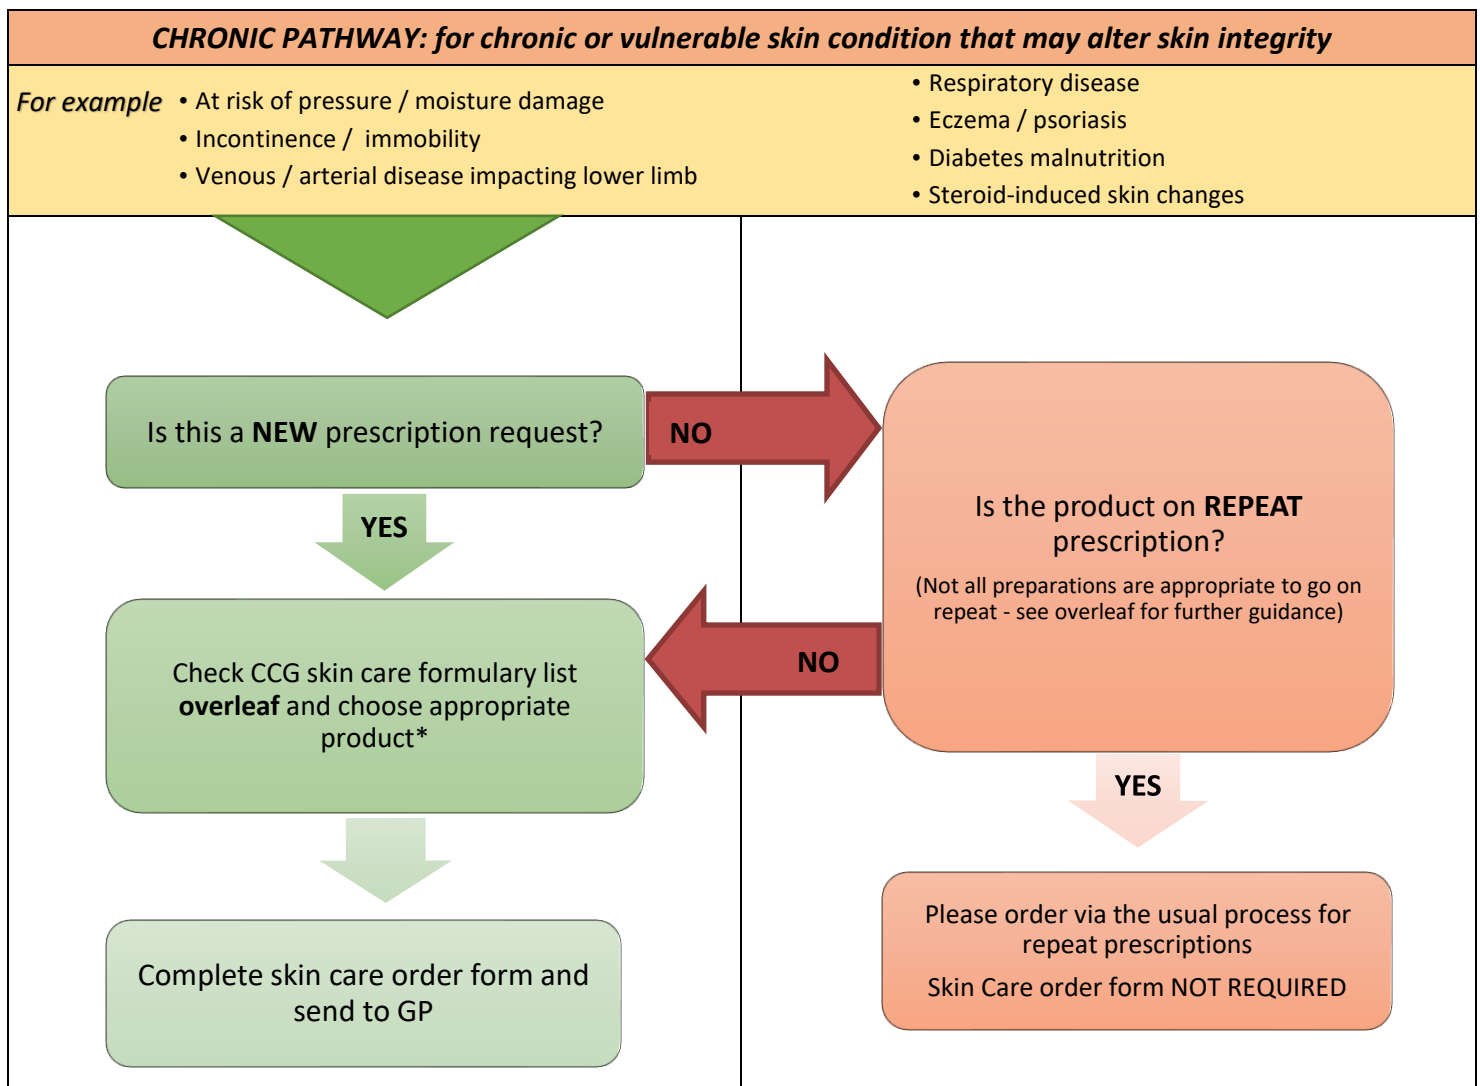 CHRONIC PATHWAY: for chronic or vulnerable skin condition that may alter skin integrity
For example
• At risk of pressure / moisture damage
• Incontinence / immobility
• Venous / arterial disease impacting lower limb
• Respiratory disease
• Eczema / psoriasis
• Diabetes malnutrition
• Steroid-induced skin changes
Is this a NEW prescription request?
NO
YES
Is the product on REPEAT
prescription?
(Not all preparations are appropriate to go on
repeat - see overleaf for further guidance)
NO
Check CCG skin care formulary list
overleaf and choose appropriate
product*
YES
Complete skin care order form and
send to GP
Please order via the usual process for
repeat prescriptions
Skin Care order form NOT REQUIRED